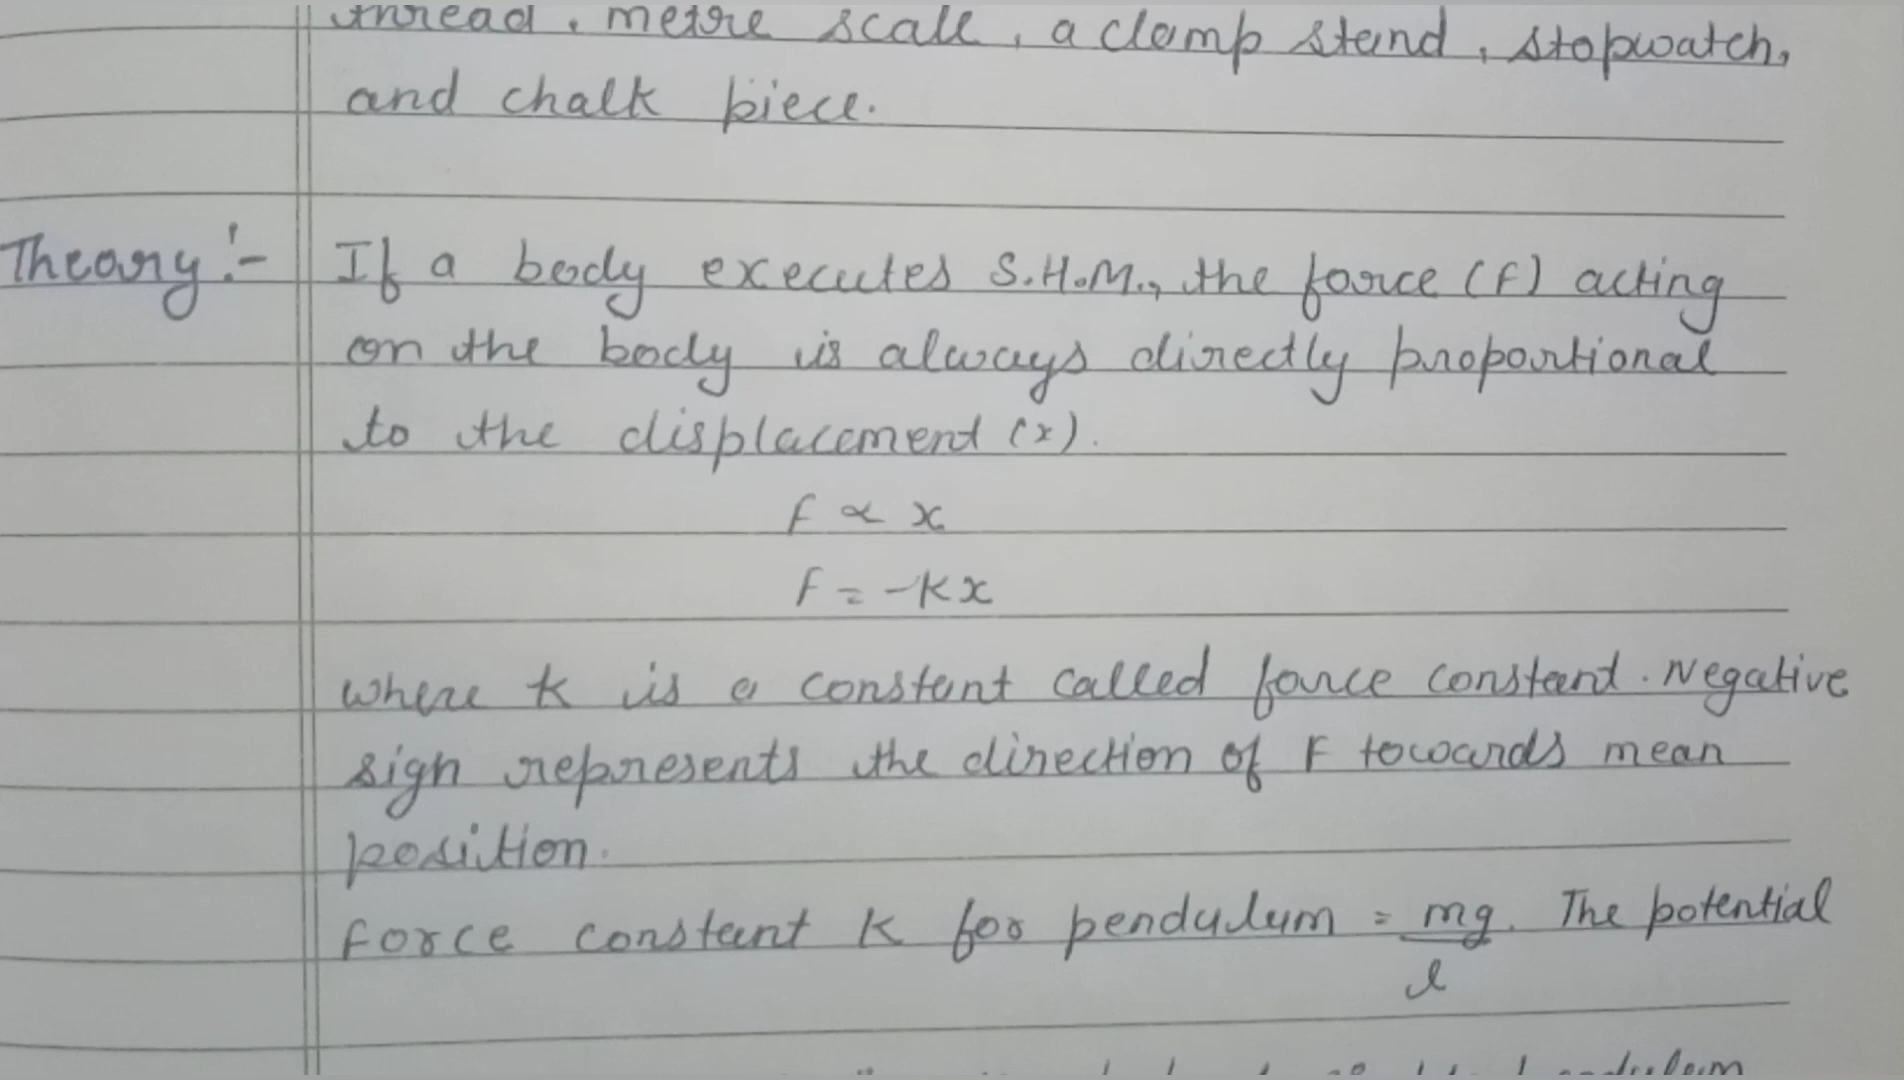 thread, metre scale, a clamp stand, stopwatch,
and chalk piece.
Theory:- If a body executes S.H.M., the force (F) acting
on the body is always directly proportional
to the displacement (x).
F ∝ x
F = -Kx
where K is a constant called force constant. Negative
sign represents the direction of F towards mean
position.
Force constant K for pendulum = mg/l. The potential